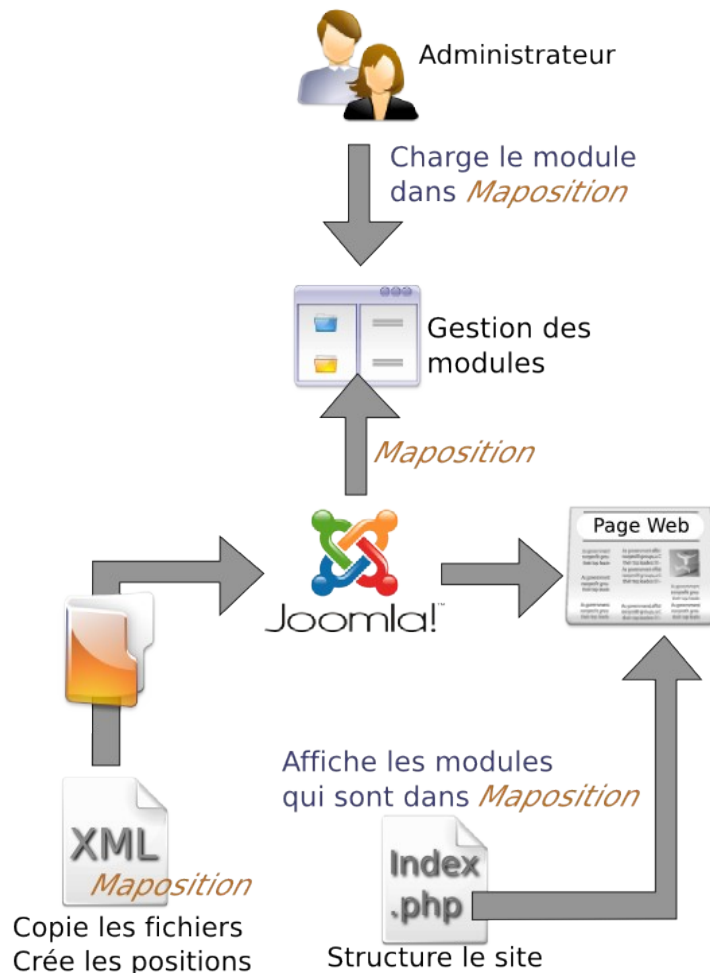 Administrateur
Charge le module
dans Maposition
Gestion des
modules
Maposition
Page Web
Joomla!™
Affiche les modules
qui sont dans Maposition
XML
Maposition
Index
.php
Copie les fichiers
Crée les positions
Structure le site